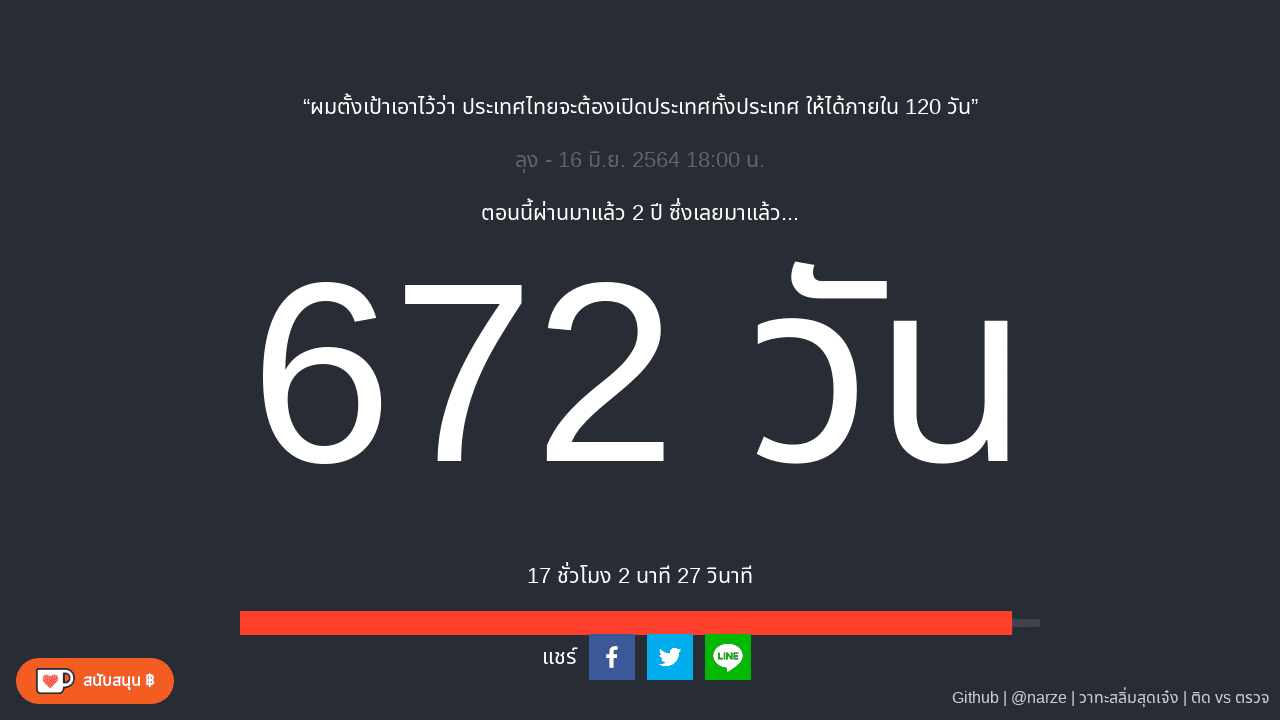 “ผมตั้งเป้าเอาไว้ว่า ประเทศไทยจะต้องเปิดประเทศทั้งประเทศ ให้ได้ภายใน 120 วัน”
ลุง - 16 มิ.ย. 2564 18:00 น.
ตอนนี้ผ่านมาแล้ว 2 ปี ซึ่งเลยมาแล้ว...
672 วัน
17 ชั่วโมง 2 นาที 27 วินาที
แชร์
LINE
สนับสนุน ฿
Github | @narze | วาทะสลิ่มสุดเจ๋ง | ติด vs ตรวจ